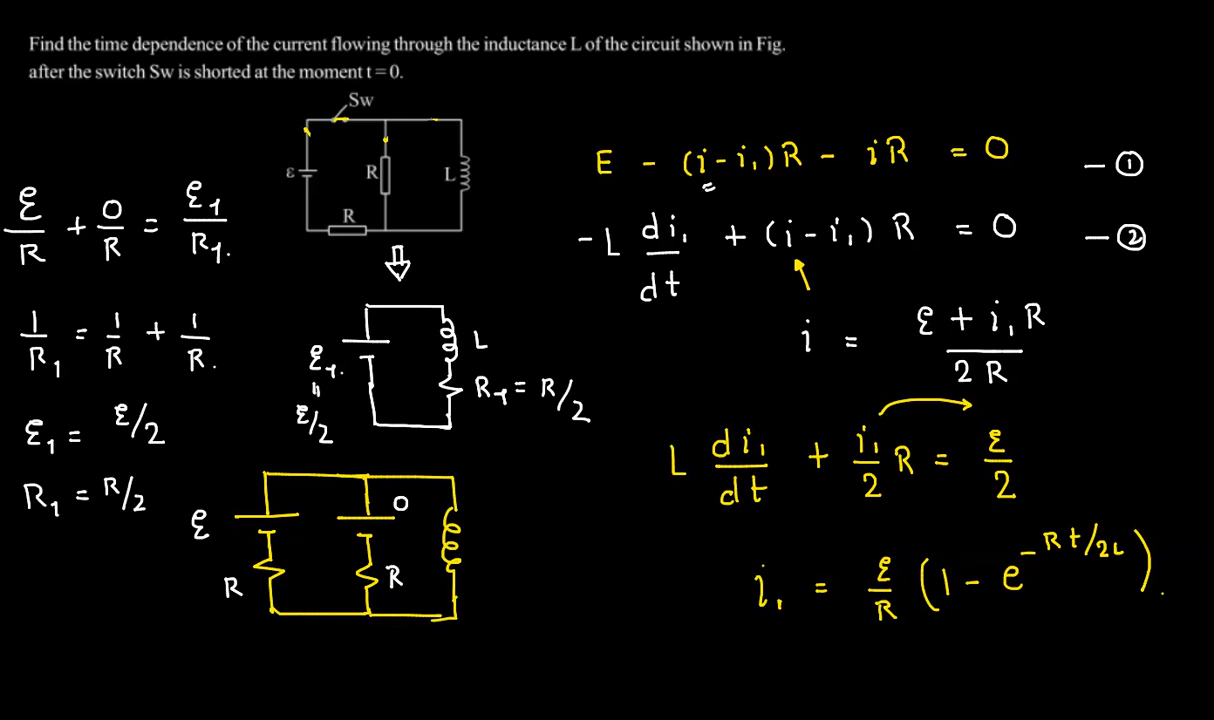 Find the time dependence of the current flowing through the inductance L of the circuit shown in Fig.
after the switch Sw is shorted at the moment t = 0.
Sw
ε
R
L
R
ε/R + 0/R = ε1/R1.
1/R1 = 1/R + 1/R.
ε1 = ε/2
R1 = R/2
ε1.
=
ε/2
L
R1 = R/2
ε
R
0
R
E - (i - i1)R - iR = 0 - ①
-L di1/dt + (i - i1) R = 0 - ②
i = ε + i1 R / 2R
L di1/dt + i1/2 R = ε/2
i1 = ε/R (1 - e^-Rt/2L).